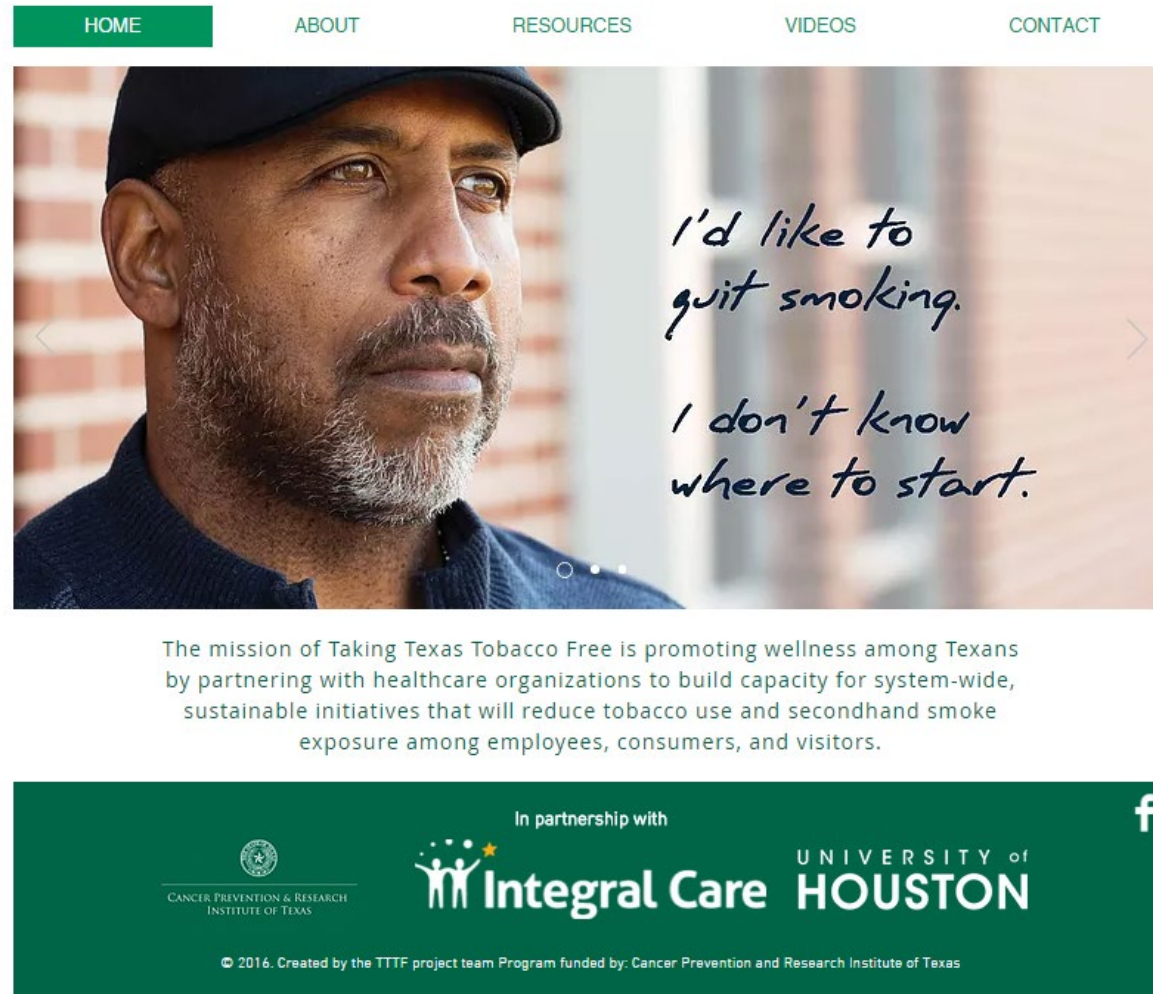 HOME ABOUT RESOURCES VIDEOS CONTACT
I'd like to
quit smoking.
I don't know
where to start.
The mission of Taking Texas Tobacco Free is promoting wellness among Texans
by partnering with healthcare organizations to build capacity for system-wide,
sustainable initiatives that will reduce tobacco use and secondhand smoke
exposure among employees, consumers, and visitors.
In partnership with
CANCER PREVENTION & RESEARCH
INSTITUTE OF TEXAS
Integral Care
UNIVERSITY of
HOUSTON
© 2016. Created by the TTTF project team Program funded by: Cancer Prevention and Research Institute of Texas